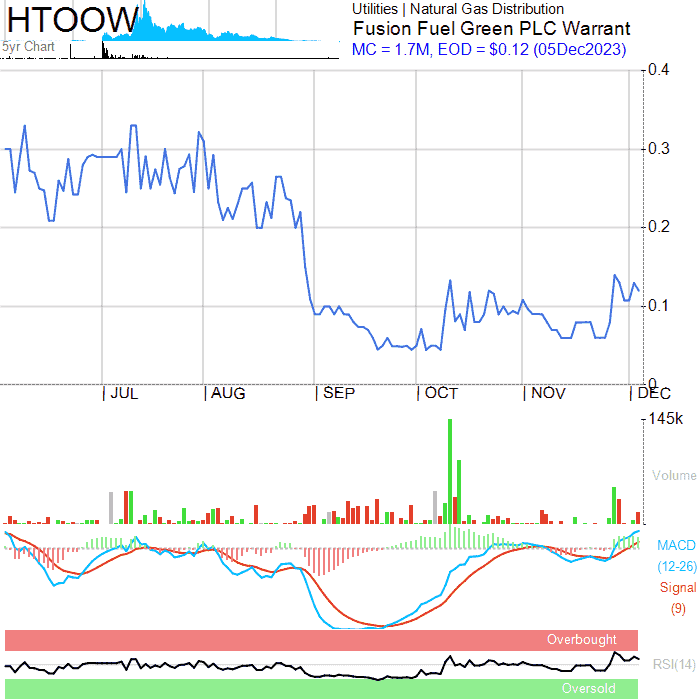 HTOOW
5yr Chart
Utilities | Natural Gas Distribution
Fusion Fuel Green PLC Warrant
MC = 1.7M, EOD = $0.12 (05Dec2023)
0.4
0.3
0.2
0.1
0
JUL AUG SEP OCT NOV DEC
145k
Volume
MACD
(12-26)
Signal
(9)
Overbought
RSI(14)
Oversold